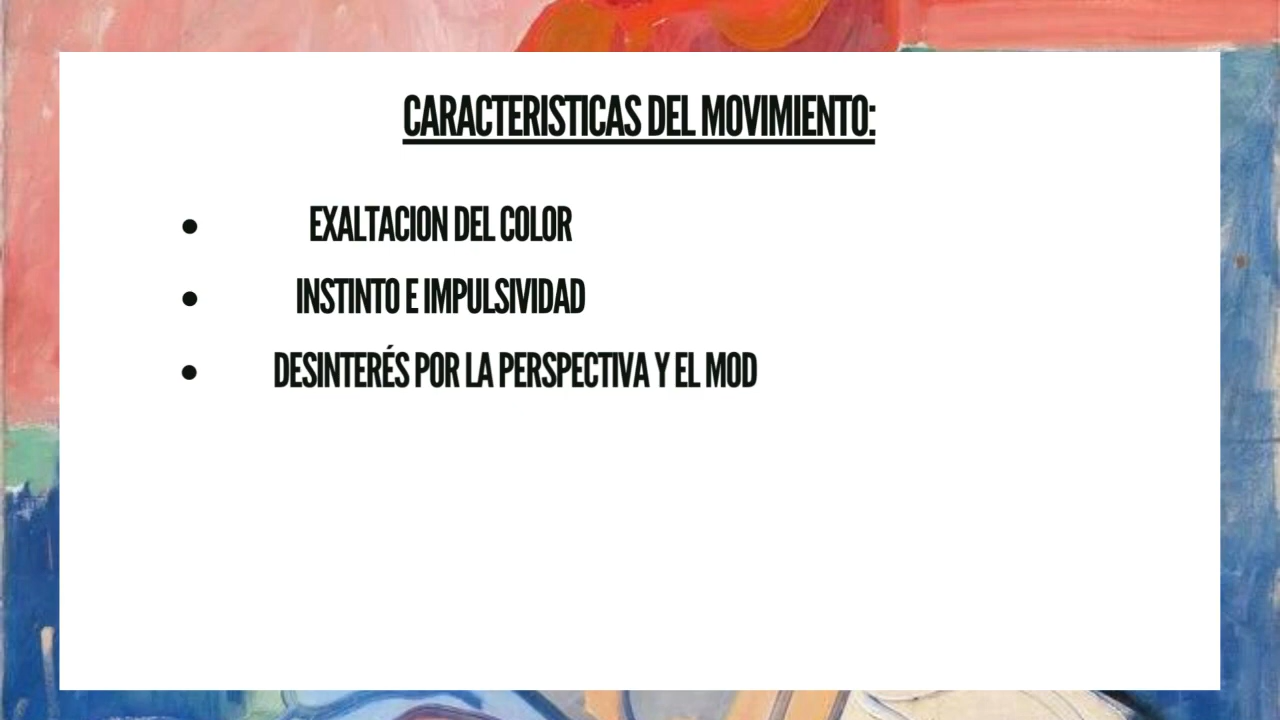 CARACTERISTICAS DEL MOVIMIENTO:
• EXALTACION DEL COLOR
• INSTINTO E IMPULSIVIDAD
• DESINTERÉS POR LA PERSPECTIVA Y EL MOD